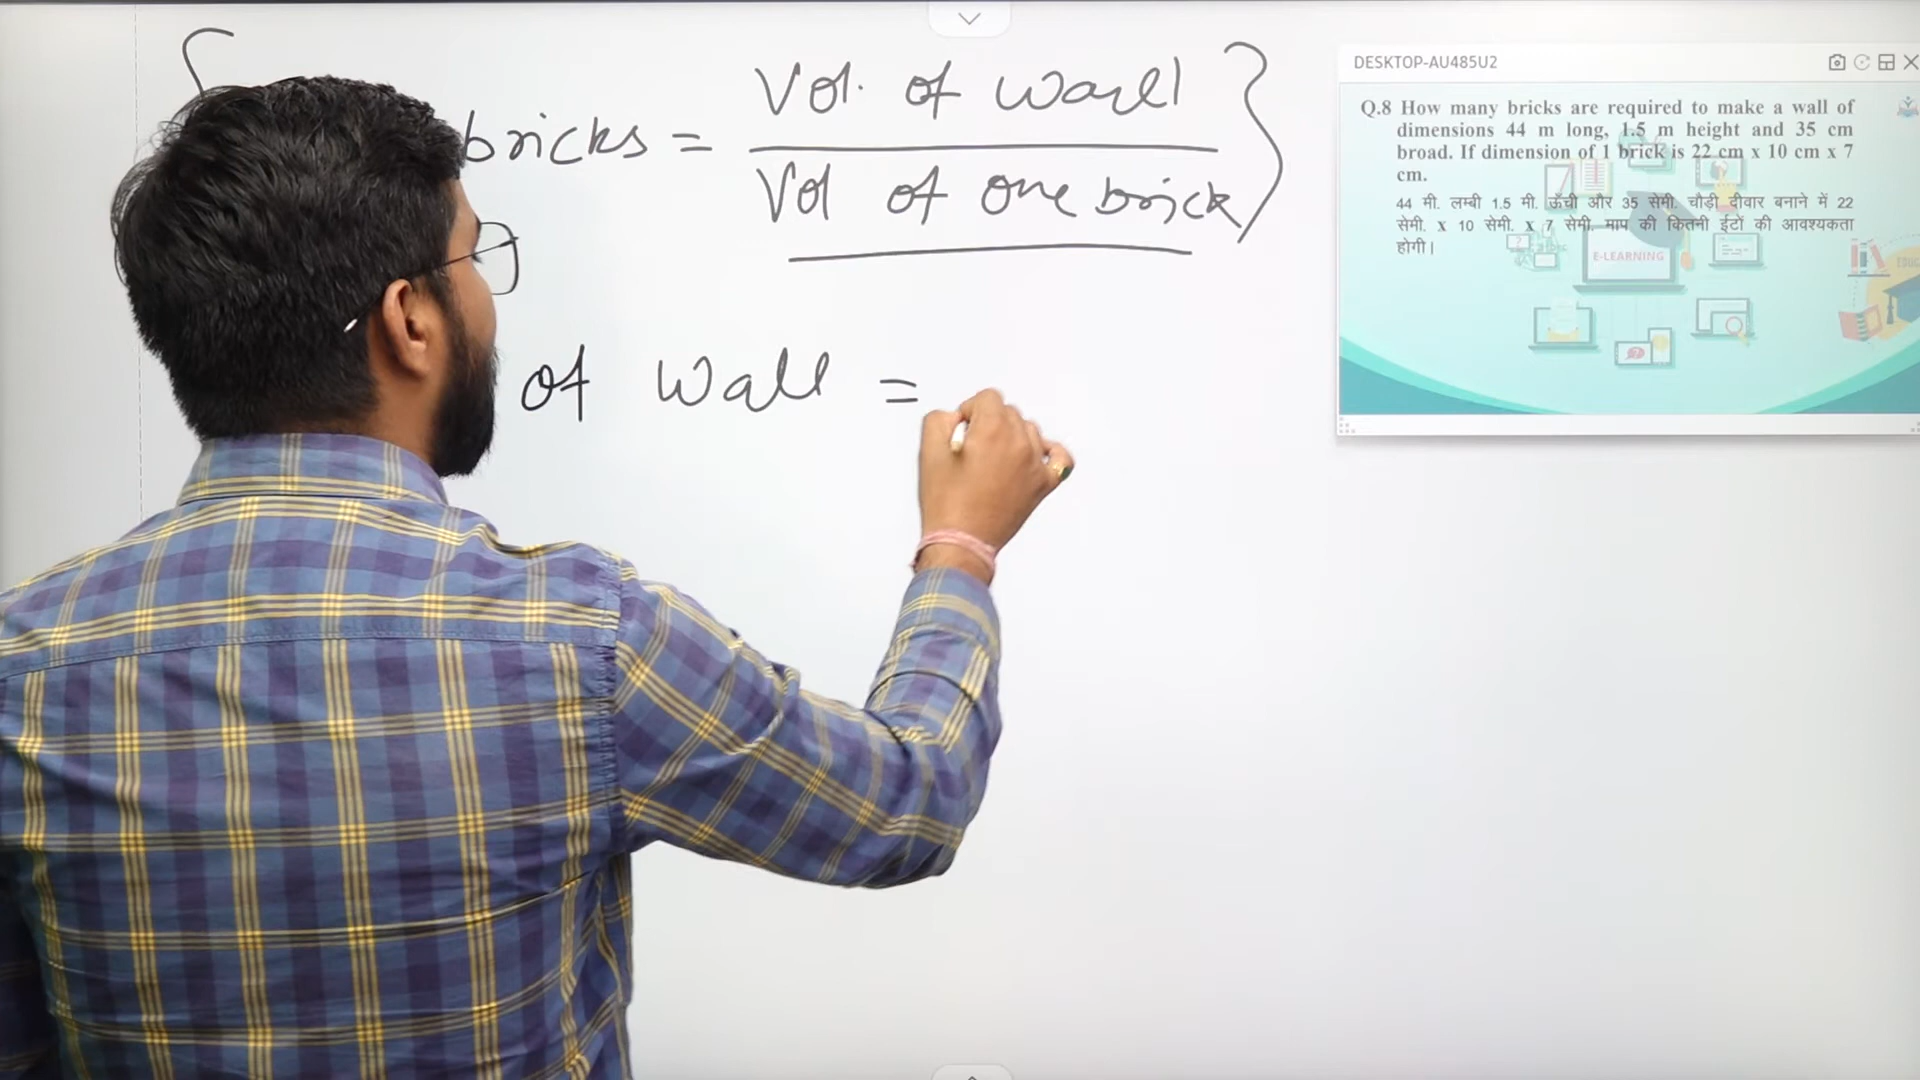 DESKTOP-AU485U2
Vol. of wall
bricks =
Vol of one brick
of wall =
Q.8 How many bricks are required to make a wall of
dimensions 44 m long, 1.5 m height and 35 cm
broad. If dimension of 1 brick is 22 cm x 10 cm x 7
cm.
44 मी. लम्बी 1.5 मी. ऊँची और 35 सेमी. चौड़ी दीवार बनाने में 22
सेमी. x 10 सेमी. x 7 सेमी. माप की कितनी ईंटों की आवश्यकता
होगी।
E-LEARNING